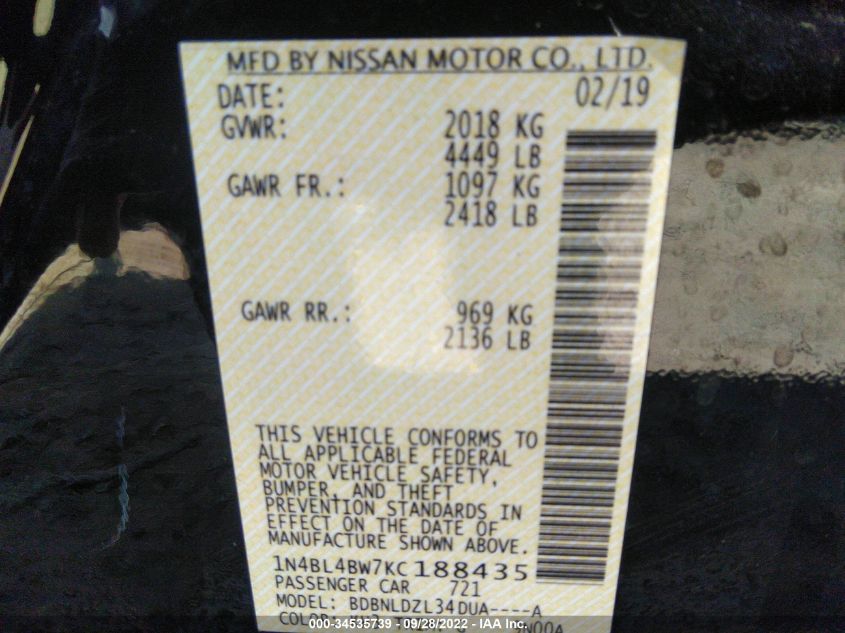 MFD BY NISSAN MOTOR CO., LTD.
DATE: 02/19
GVWR: 2018 KG
4449 LB
GAWR FR.: 1097 KG
2418 LB
GAWR RR.: 969 KG
2136 LB
THIS VEHICLE CONFORMS TO
ALL APPLICABLE FEDERAL
MOTOR VEHICLE SAFETY,
BUMPER, AND THEFT
PREVENTION STANDARDS IN
EFFECT ON THE DATE OF
MANUFACTURE SHOWN ABOVE.
1N4BL4BW7KC188435
PASSENGER CAR 721
MODEL: BDBNLDZL34DUA----A
000-34535739 - 09/28/2022 - IAA Inc.